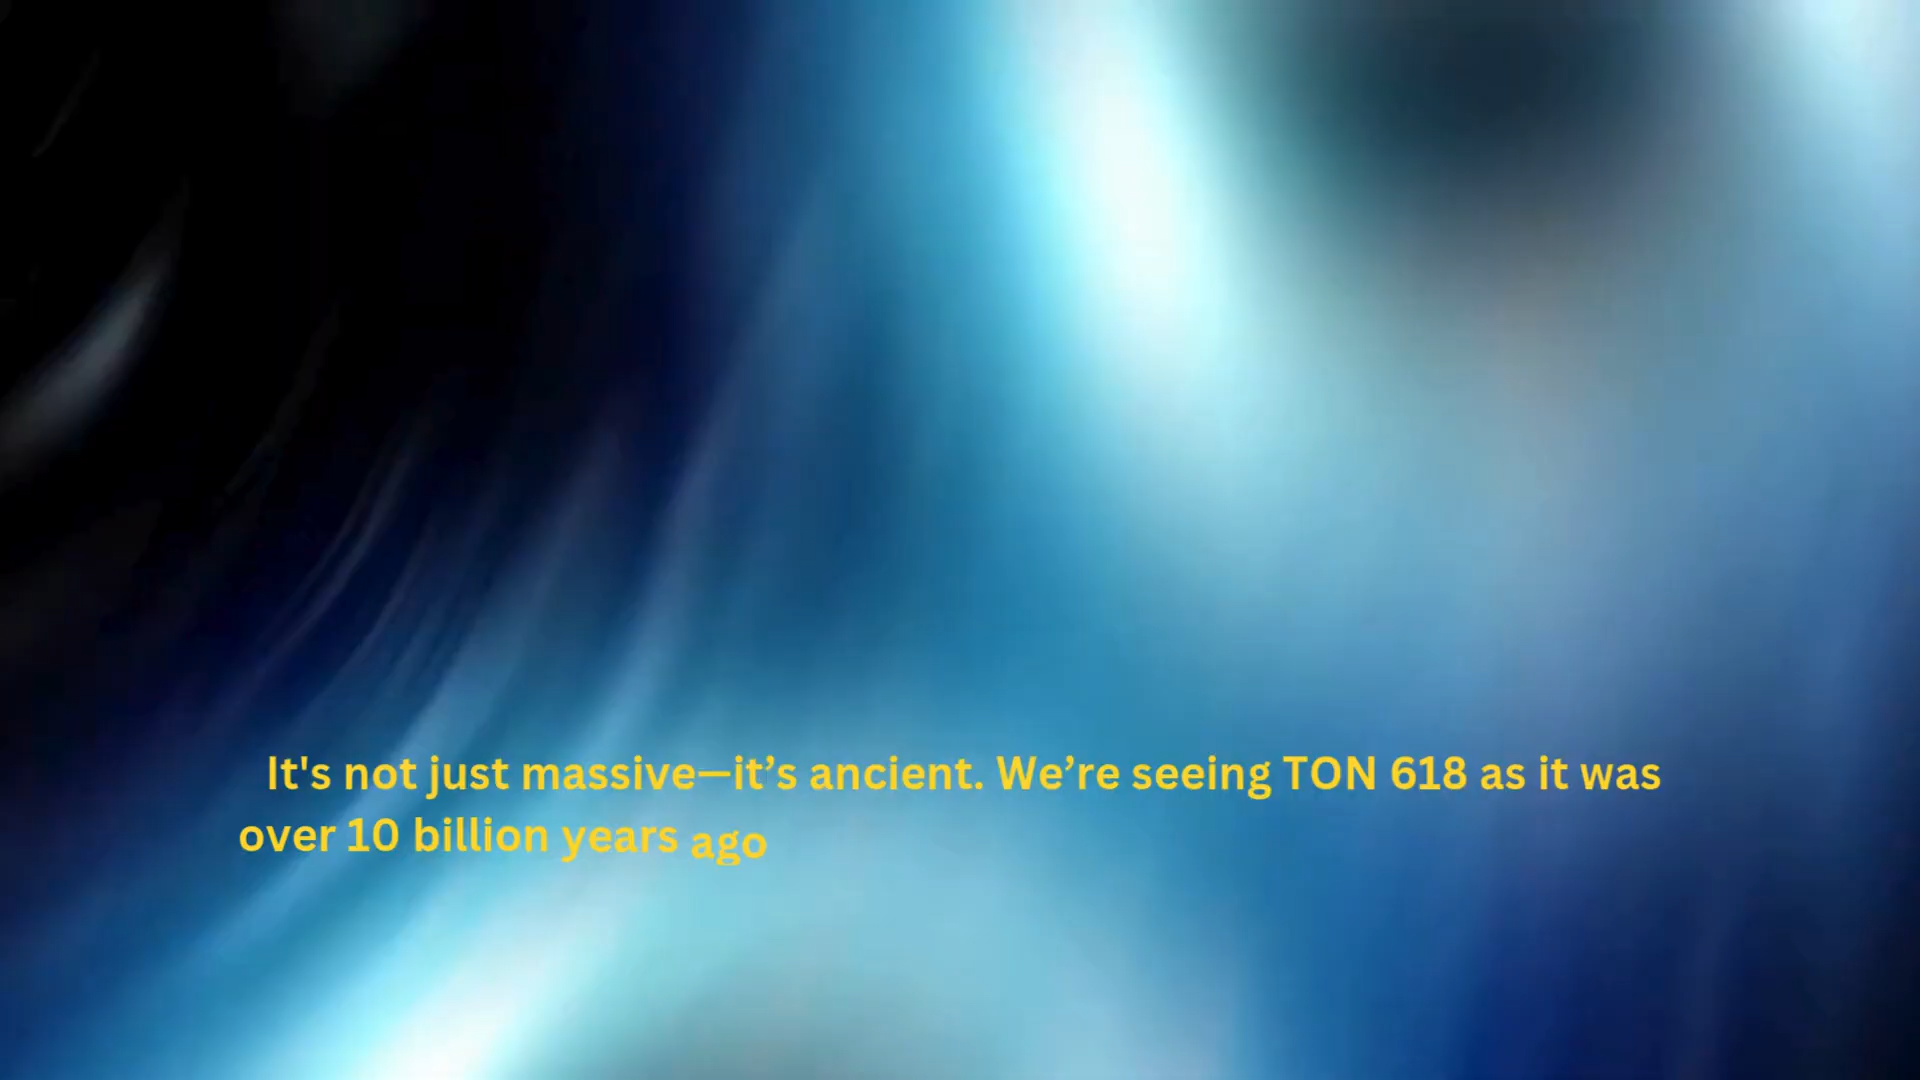 It's not just massive—it’s ancient. We’re seeing TON 618 as it was
over 10 billion years ago